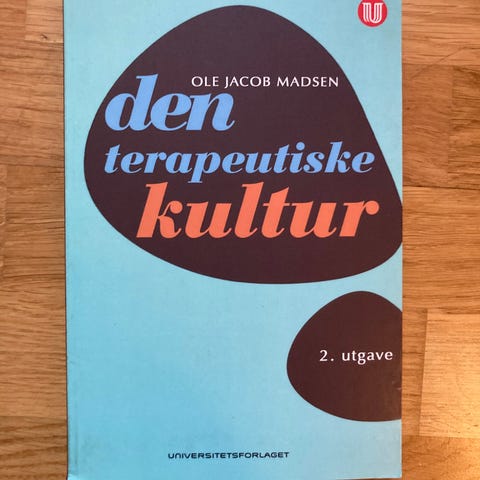 OLE JACOB MADSEN
den
terapeutiske
kultur
2. utgave
UNIVERSITETSFORLAGET